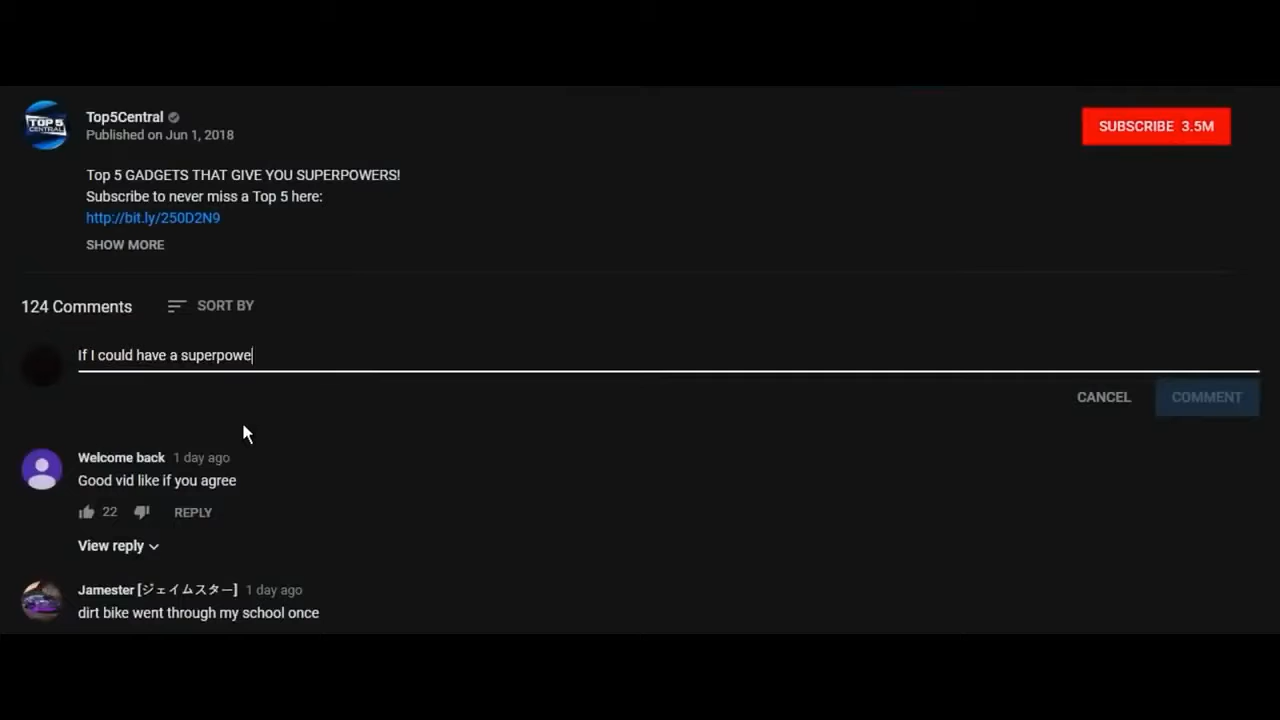 TOP 5
CENTRAL
Top5Central
Published on Jun 1, 2018
SUBSCRIBE 3.5M
Top 5 GADGETS THAT GIVE YOU SUPERPOWERS!
Subscribe to never miss a Top 5 here:
http://bit.ly/250D2N9
SHOW MORE
124 Comments
SORT BY
If I could have a superpowe
CANCEL
COMMENT
Welcome back 1 day ago
Good vid like if you agree
22
REPLY
View reply
Jamester [ジェイムスター] 1 day ago
dirt bike went through my school once